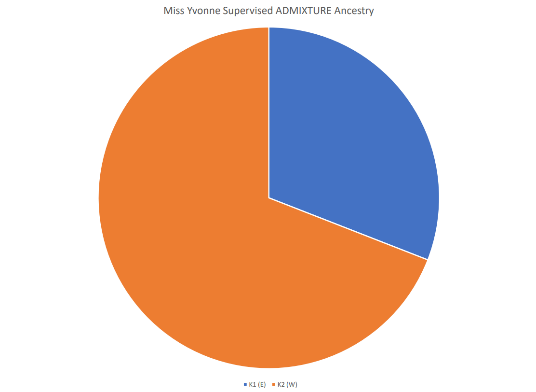 Miss Yvonne Supervised ADMIXTURE Ancestry
K1 (E) K2 (W)